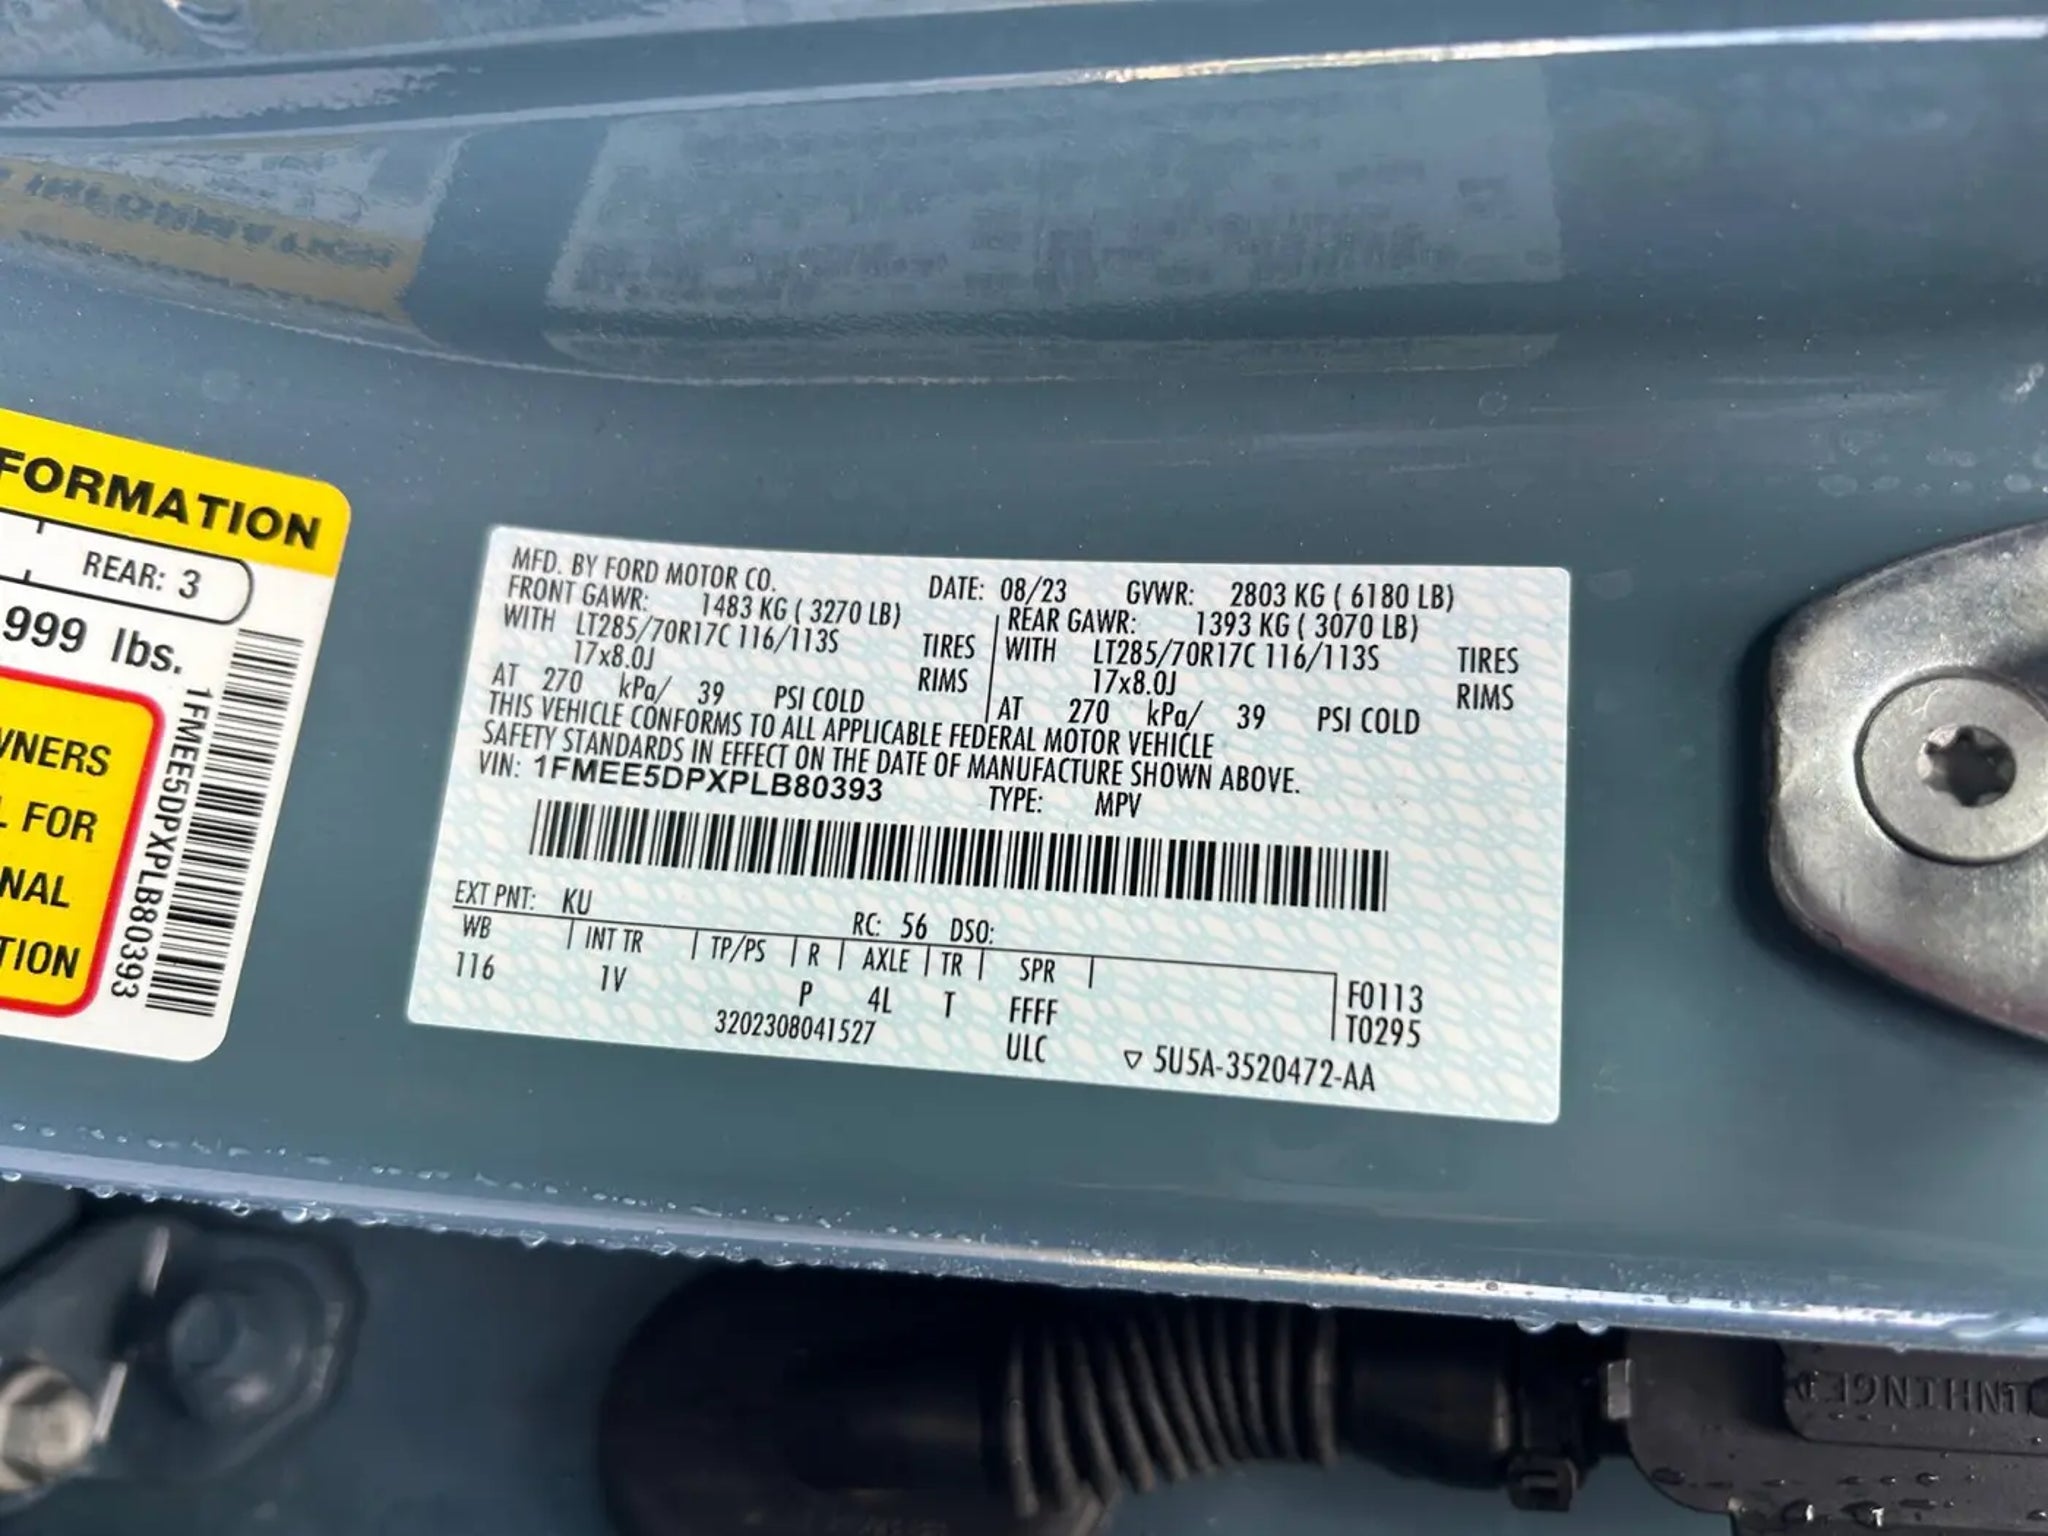 FORMATION
REAR: 3
999 lbs.
WNERS
L FOR
NAL
TION
1FMEE5DPXPLB80393
MFD. BY FORD MOTOR CO. DATE: 08/23 GVWR: 2803 KG ( 6180 LB)
FRONT GAWR: 1483 KG ( 3270 LB) REAR GAWR: 1393 KG ( 3070 LB)
WITH LT285/70R17C 116/113S TIRES WITH LT285/70R17C 116/113S TIRES
17x8.0J RIMS 17x8.0J RIMS
AT 270 kPa/ 39 PSI COLD AT 270 kPa/ 39 PSI COLD
THIS VEHICLE CONFORMS TO ALL APPLICABLE FEDERAL MOTOR VEHICLE
SAFETY STANDARDS IN EFFECT ON THE DATE OF MANUFACTURE SHOWN ABOVE.
VIN: 1FMEE5DPXPLB80393 TYPE: MPV
EXT PNT: KU RC: 56 DSO:
WB INT TR TP/PS R AXLE TR SPR F0113
116 1V P 4L T FFFF T0295
3202308041527 ULC ▽ 5U5A-3520472-AA